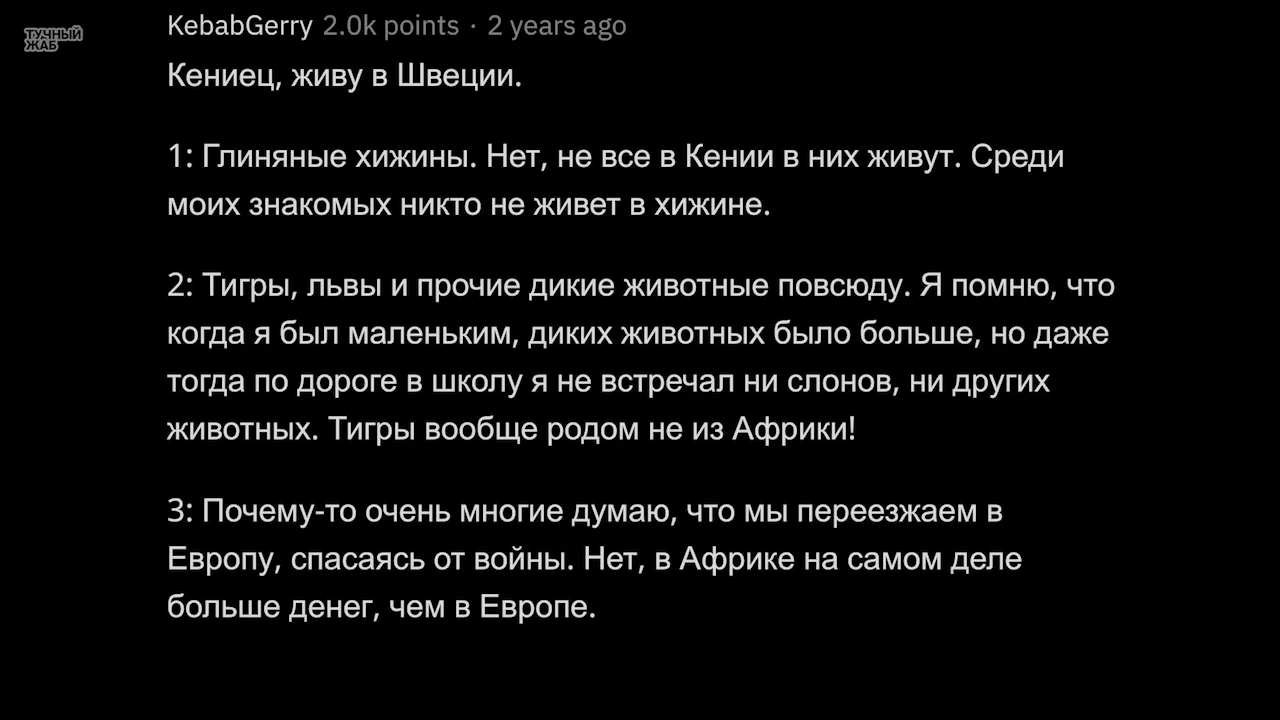 ТУЧНЫЙ
ЖАБ
KebabGerry 2.0k points · 2 years ago
Кениец, живу в Швеции.
1: Глиняные хижины. Нет, не все в Кении в них живут. Среди
моих знакомых никто не живет в хижине.
2: Тигры, львы и прочие дикие животные повсюду. Я помню, что
когда я был маленьким, диких животных было больше, но даже
тогда по дороге в школу я не встречал ни слонов, ни других
животных. Тигры вообще родом не из Африки!
3: Почему-то очень многие думаю, что мы переезжаем в
Европу, спасаясь от войны. Нет, в Африке на самом деле
больше денег, чем в Европе.